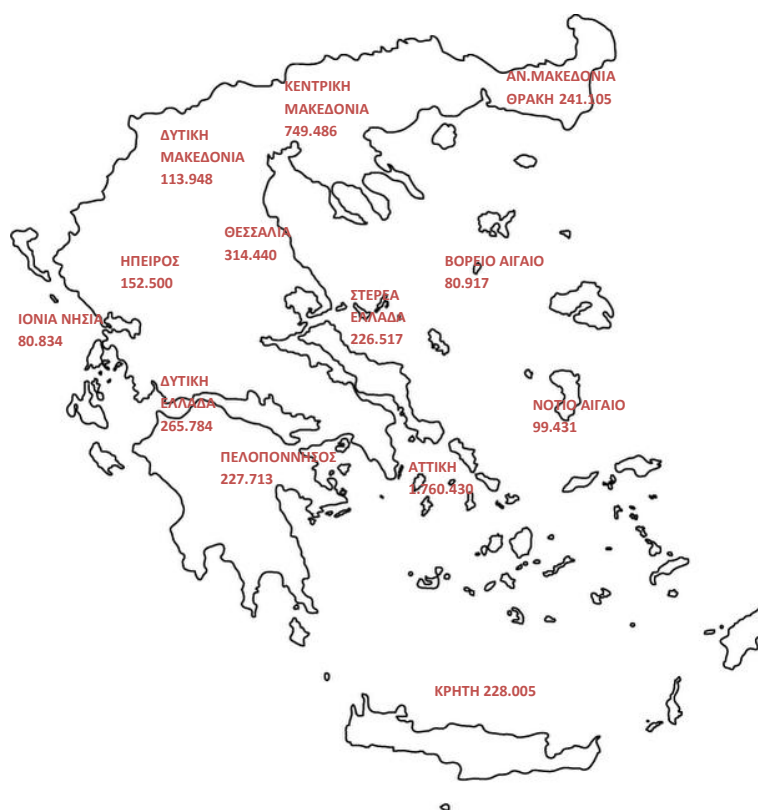 ΑΝ.ΜΑΚΕΔΟΝΙΑ
ΘΡΑΚΗ 241.105
ΚΕΝΤΡΙΚΗ
ΜΑΚΕΔΟΝΙΑ
749.486
ΔΥΤΙΚΗ
ΜΑΚΕΔΟΝΙΑ
113.948
ΘΕΣΣΑΛΙΑ
314.440
ΗΠΕΙΡΟΣ
152.500
ΒΟΡΕΙΟ ΑΙΓΑΙΟ
80.917
ΣΤΕΡΕΑ
ΕΛΛΑΔΑ
226.517
ΙΟΝΙΑ ΝΗΣΙΑ
80.834
ΔΥΤΙΚΗ
ΕΛΛΑΔΑ
265.784
ΝΟΤΙΟ ΑΙΓΑΙΟ
99.431
ΠΕΛΟΠΟΝΝΗΣΟΣ
227.713
ΑΤΤΙΚΗ
1.760.430
ΚΡΗΤΗ 228.005